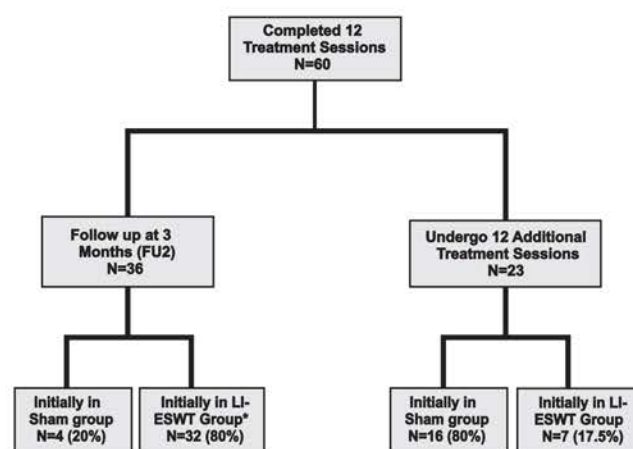 Completed 12
Treatment Sessions
N=60
Follow up at 3
Months (FU2)
N=36
Undergo 12 Additional
Treatment Sessions
N=23
Initially in
Sham group
N=4 (20%)
Initially in LI-
ESWT Group*
N=32 (80%)
Initially in
Sham group
N=16 (80%)
Initially in LI-
ESWT Group
N=7 (17.5%)